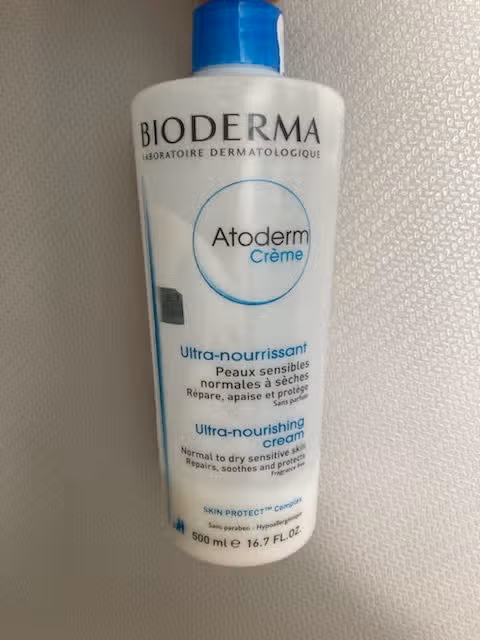 BIODERMA
LABORATOIRE DERMATOLOGIQUE
Atoderm
Crème
Ultra-nourrissant
Peaux sensibles
normales à sèches
Répare, apaise et protège
Sans parfum
Ultra-nourishing
cream
Normal to dry sensitive skin
Repairs, soothes and protects
Fragrance free
SKIN PROTECT™ Complex
Sans paraben - Hypoallergénique
500 ml ℮ 16.7 FL.OZ.